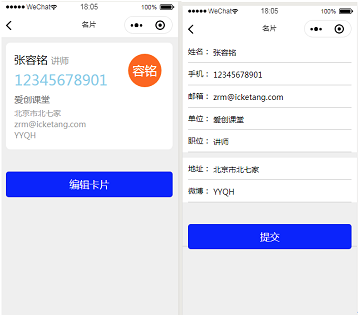 WeChat 18:05 100%
名片
张容铭 讲师
容铭
12345678901
爱创课堂
北京市北七家
zrm@icketang.com
YYQH
编辑卡片
WeChat 18:05 100%
名片
姓名： 张容铭
手机： 12345678901
邮箱： zrm@icketang.com
单位： 爱创课堂
职位： 讲师
地址： 北京市北七家
微博： YYQH
提交